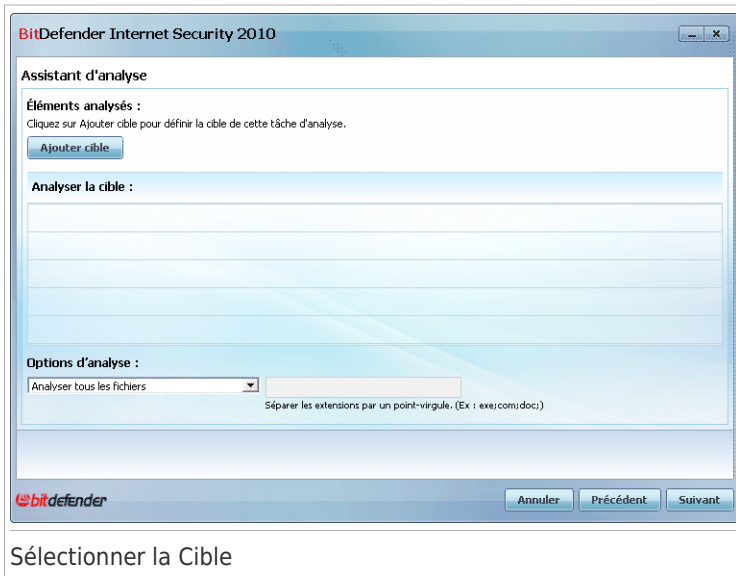 BitDefender Internet Security 2010
Assistant d'analyse
Éléments analysés :
Cliquez sur Ajouter cible pour définir la cible de cette tâche d'analyse.
Ajouter cible
Analyser la cible :
Options d'analyse :
Analyser tous les fichiers
Séparer les extensions par un point-virgule. (Ex : exe;com;doc;)
bitdefender
Annuler Précédent Suivant
Sélectionner la Cible